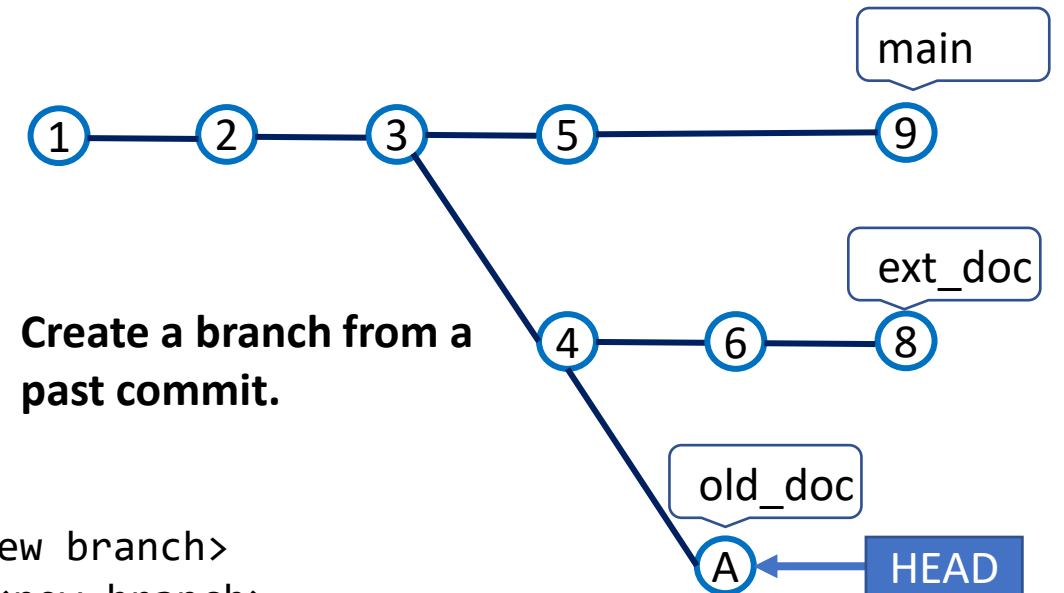 main
1
2
3
5
9
ext_doc
Create a branch from a
past commit.
4
6
8
old_doc
ew branch>
A
HEAD